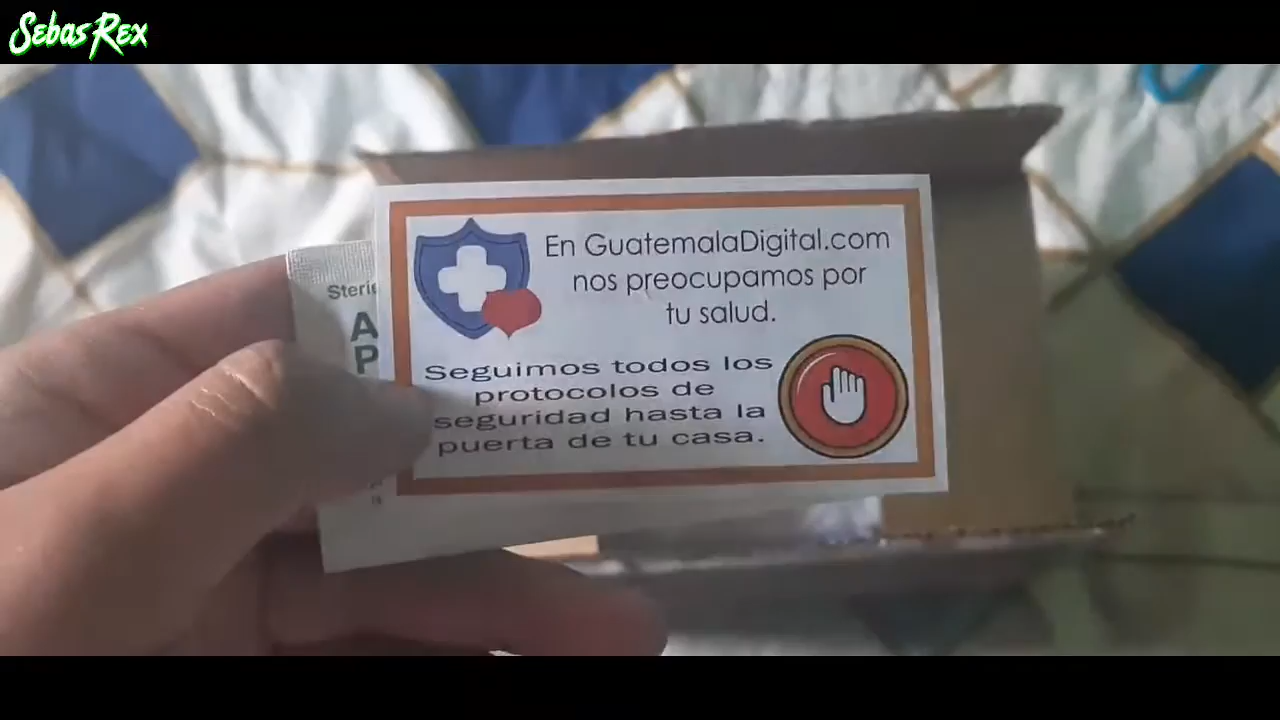 Sebas Rex
En GuatemalaDigital.com
nos preocupamos por
tu salud.
Seguimos todos los
protocolos de
seguridad hasta la
puerta de tu casa.